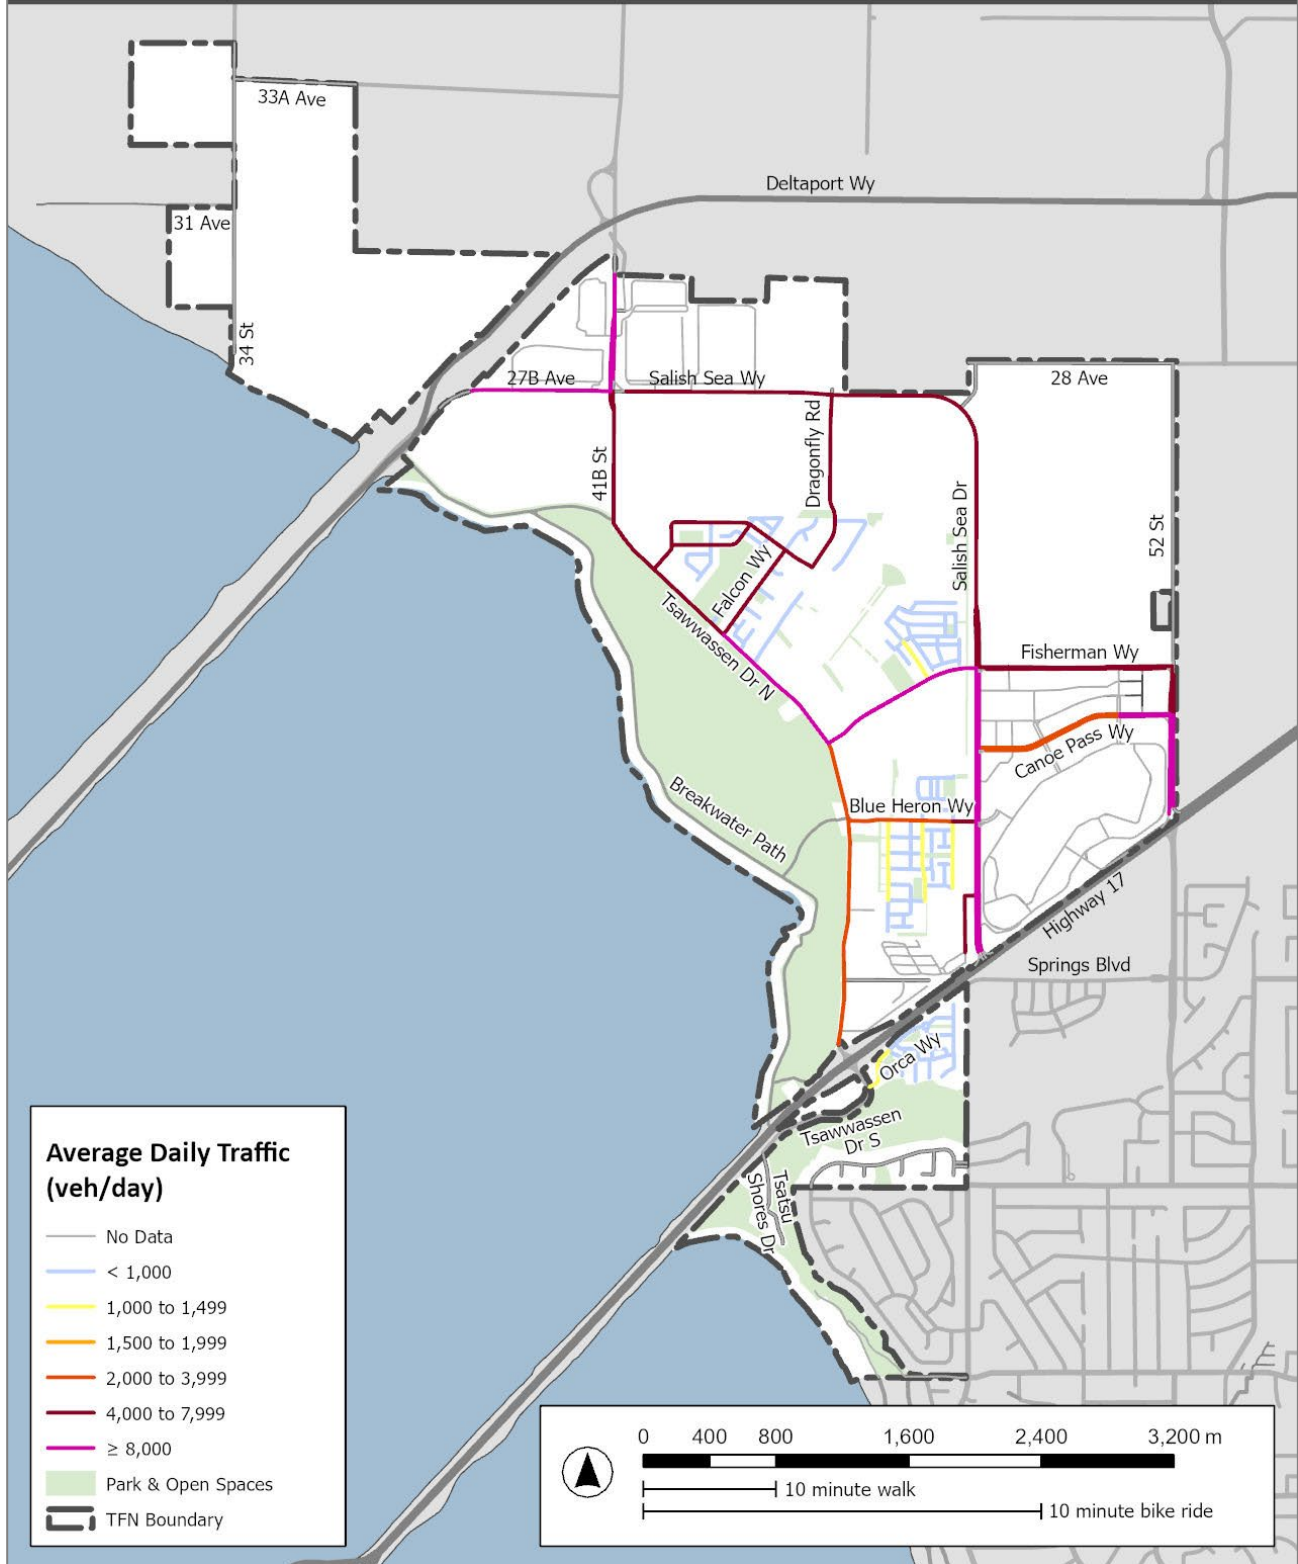 33A Ave
Deltaport Wy
31 Ave
34 St
27B Ave
Salish Sea Wy
28 Ave
41B St
Dragonfly Rd
Salish Sea Dr
52 St
Falcon Wy
Tsawwassen Dr N
Fisherman Wy
Canoe Pass Wy
Breakwater Path
Blue Heron Wy
Highway 17
Springs Blvd
Orca Wy
Tsawwassen
Dr S
Tsatsu
Shores Dr
Average Daily Traffic
(veh/day)
No Data
< 1,000
1,000 to 1,499
1,500 to 1,999
2,000 to 3,999
4,000 to 7,999
≥ 8,000
Park & Open Spaces
TFN Boundary
0 400 800 1,600 2,400 3,200 m
10 minute walk
10 minute bike ride